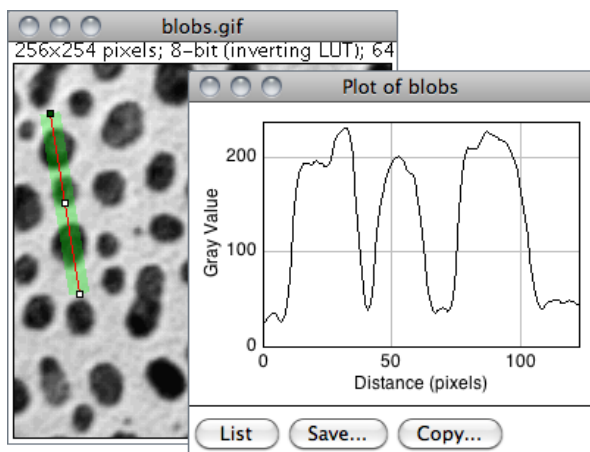 blobs.gif
256x254 pixels; 8-bit (inverting LUT); 64
Plot of blobs
200
100
0
Gray Value
0 50 100
Distance (pixels)
List Save... Copy...